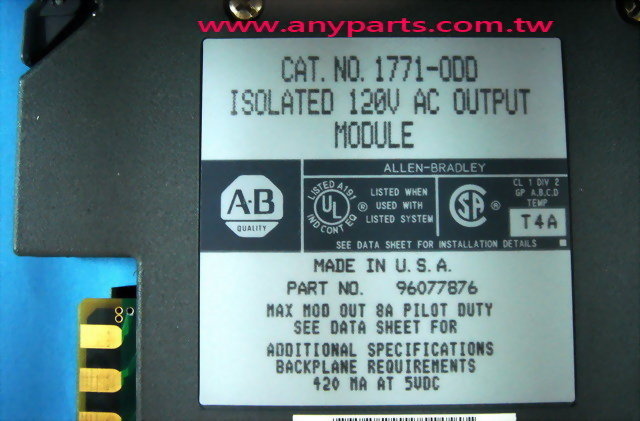 www.anyparts.com.tw
CAT. NO. 1771-ODD
ISOLATED 120V AC OUTPUT
MODULE
ALLEN-BRADLEY
A-B
QUALITY
LISTED A191
UL
IND CONT EQ
®
LISTED WHEN
USED WITH
LISTED SYSTEM
SA
®
CL 1 DIV 2
GP A,B,C,D
TEMP
T4A
SEE DATA SHEET FOR INSTALLATION DETAILS
MADE IN U.S.A.
PART NO. 96077876
MAX MOD OUT 8A PILOT DUTY
SEE DATA SHEET FOR
ADDITIONAL SPECIFICATIONS
BACKPLANE REQUIREMENTS
420 MA AT 5VDC